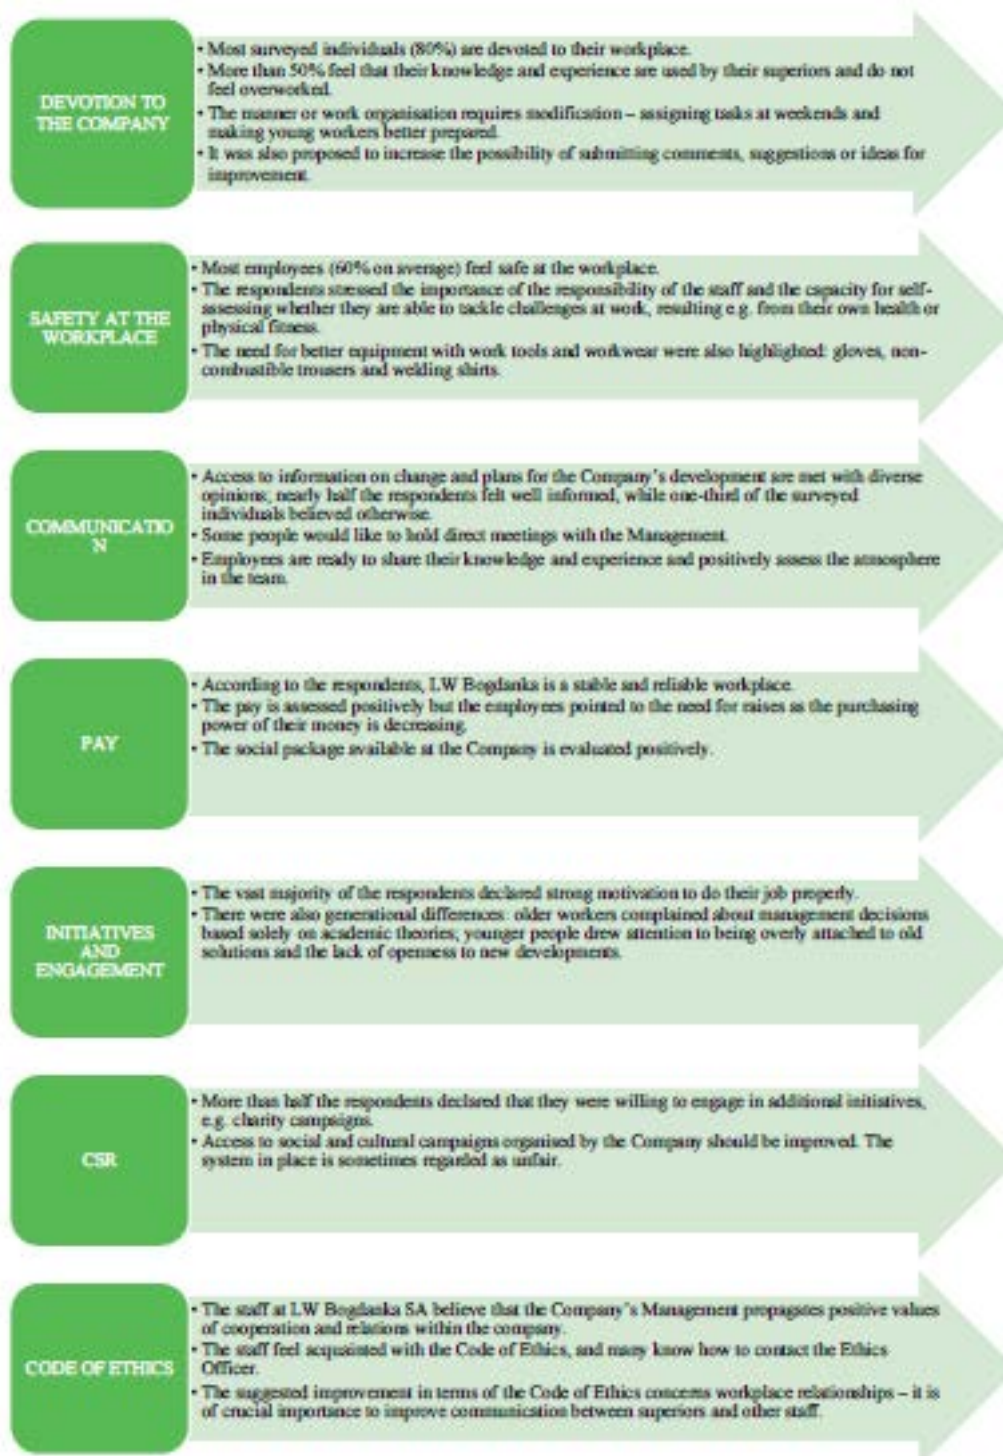 DEVOTION TO
THE COMPANY
• Most surveyed individuals (80%) are devoted to their workplace.
• More than 50% feel that their knowledge and experience are used by their superiors and do not
feel overworked.
• The manner or work organisation requires modification – assigning tasks at weekends and
making young workers better prepared.
• It was also proposed to increase the possibility of submitting comments, suggestions or ideas for
improvement.
SAFETY AT THE
WORKPLACE
• Most employees (60% on average) feel safe at the workplace.
• The respondents stressed the importance of the responsibility of the staff and the capacity for self-
assessing whether they are able to tackle challenges at work, resulting e.g. from their own health or
physical fitness.
• The need for better equipment with work tools and workwear were also highlighted: gloves, non-
combustible trousers and welding shirts.
COMMUNICATIO
N
• Access to information on change and plans for the Company's development are met with diverse
opinions; nearly half the respondents felt well informed, while one-third of the surveyed
individuals believed otherwise.
• Some people would like to hold direct meetings with the Management.
• Employees are ready to share their knowledge and experience and positively assess the atmosphere
in the team.
PAY
• According to the respondents, LW Bogdanka is a stable and reliable workplace.
• The pay is assessed positively but the employees pointed to the need for raises as the purchasing
power of their money is decreasing.
• The social package available at the Company is evaluated positively.
INITIATIVES
AND
ENGAGEMENT
• The vast majority of the respondents declared strong motivation to do their job properly.
• There were also generational differences: older workers complained about management decisions
based solely on academic theories; younger people drew attention to being overly attached to old
solutions and the lack of openness to new developments.
CSR
• More than half the respondents declared that they were willing to engage in additional initiatives,
e.g. charity campaigns.
• Access to social and cultural campaigns organised by the Company should be improved. The
system in place is sometimes regarded as unfair.
CODE OF ETHICS
• The staff at LW Bogdanka SA believe that the Company's Management propagates positive values
of cooperation and relations within the company.
• The staff feel acquainted with the Code of Ethics, and many know how to contact the Ethics
Officer.
• The suggested improvement in terms of the Code of Ethics concerns workplace relationships – it is
of crucial importance to improve communication between superiors and other staff.